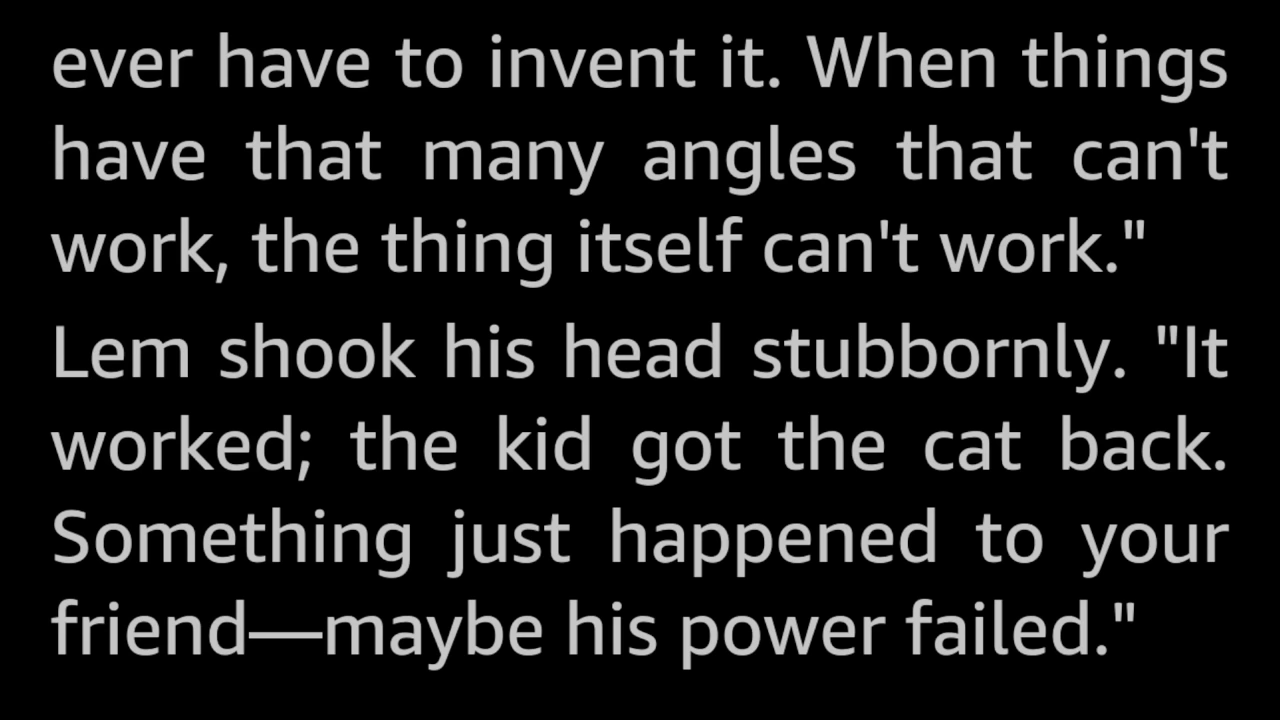 ever have to invent it. When things
have that many angles that can't
work, the thing itself can't work."
Lem shook his head stubbornly. "It
worked; the kid got the cat back.
Something just happened to your
friend—maybe his power failed."